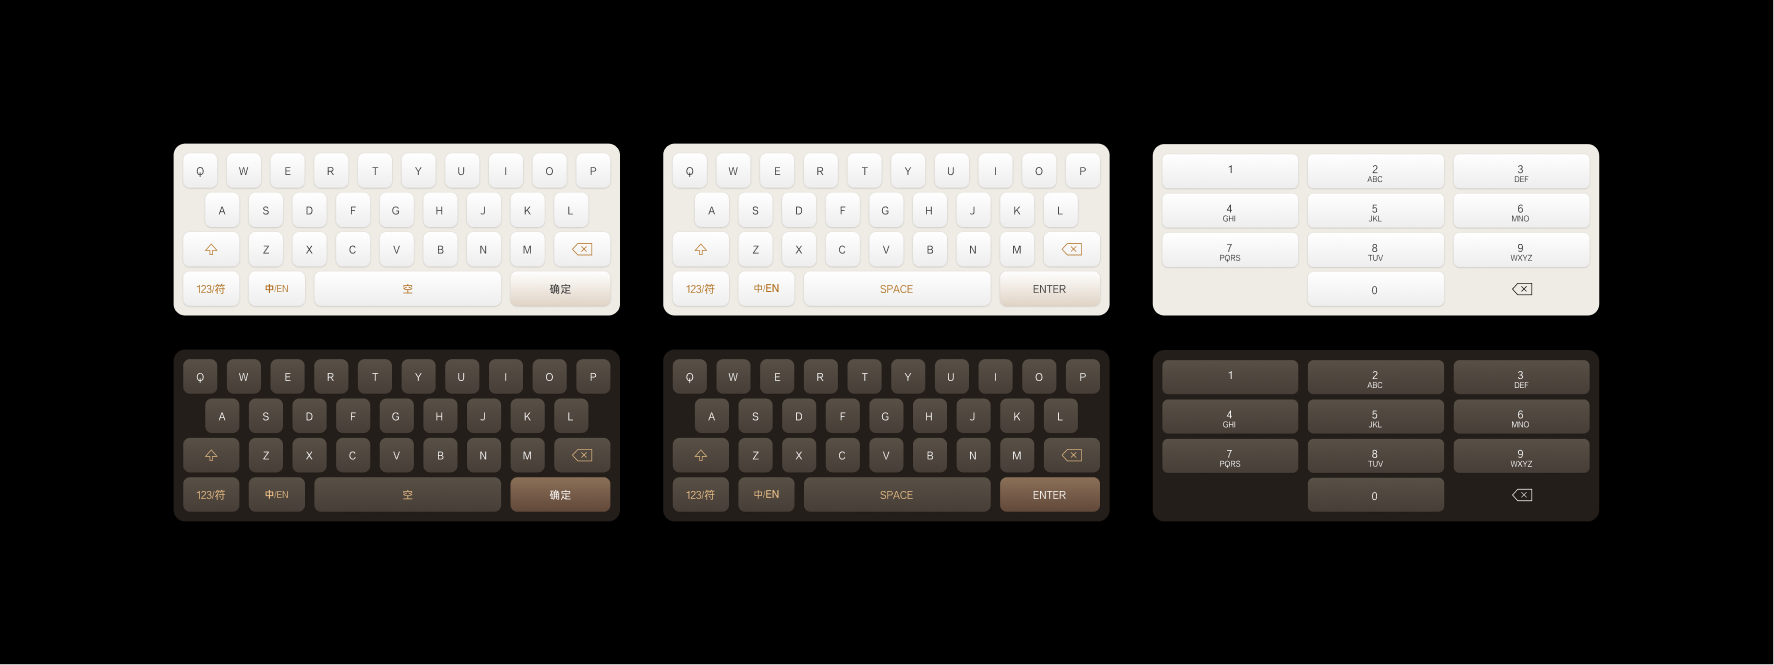 Q W E R T Y U I O P
A S D F G H J K L
Z X C V B N M
123/符 中/EN 空 确定
Q W E R T Y U I O P
A S D F G H J K L
Z X C V B N M
123/符 中/EN SPACE ENTER
1 2 3
ABC DEF
4 5 6
GHI JKL MNO
7 8 9
PQRS TUV WXYZ
0
Q W E R T Y U I O P
A S D F G H J K L
Z X C V B N M
123/符 中/EN 空 确定
Q W E R T Y U I O P
A S D F G H J K L
Z X C V B N M
123/符 中/EN SPACE ENTER
1 2 3
ABC DEF
4 5 6
GHI JKL MNO
7 8 9
PQRS TUV WXYZ
0